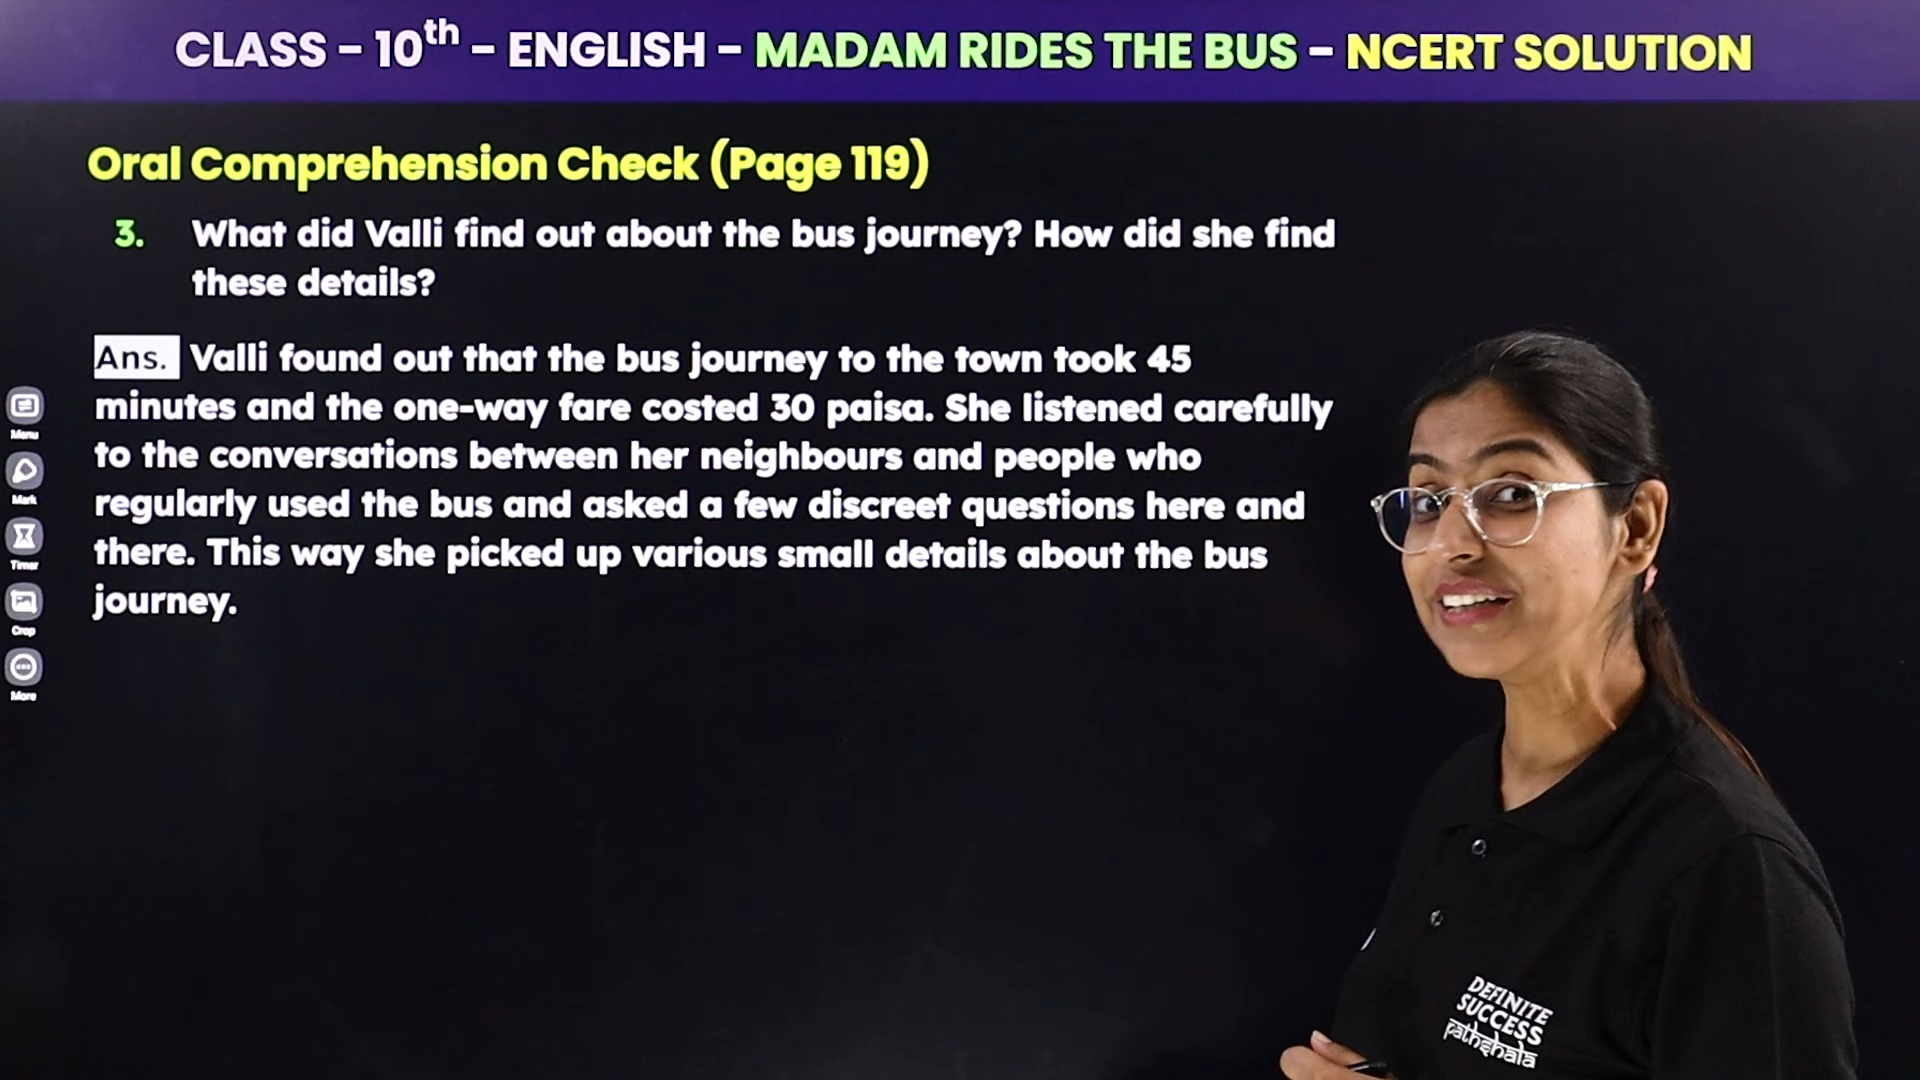 CLASS - 10th - ENGLISH - MADAM RIDES THE BUS - NCERT SOLUTION
Oral Comprehension Check (Page 119)
3. What did Valli find out about the bus journey? How did she find
these details?
Ans. Valli found out that the bus journey to the town took 45
minutes and the one-way fare costed 30 paisa. She listened carefully
to the conversations between her neighbours and people who
regularly used the bus and asked a few discreet questions here and
there. This way she picked up various small details about the bus
journey.
Menu
Mark
Timer
Crop
More
DEFINITE
SUCCESS
pathshala